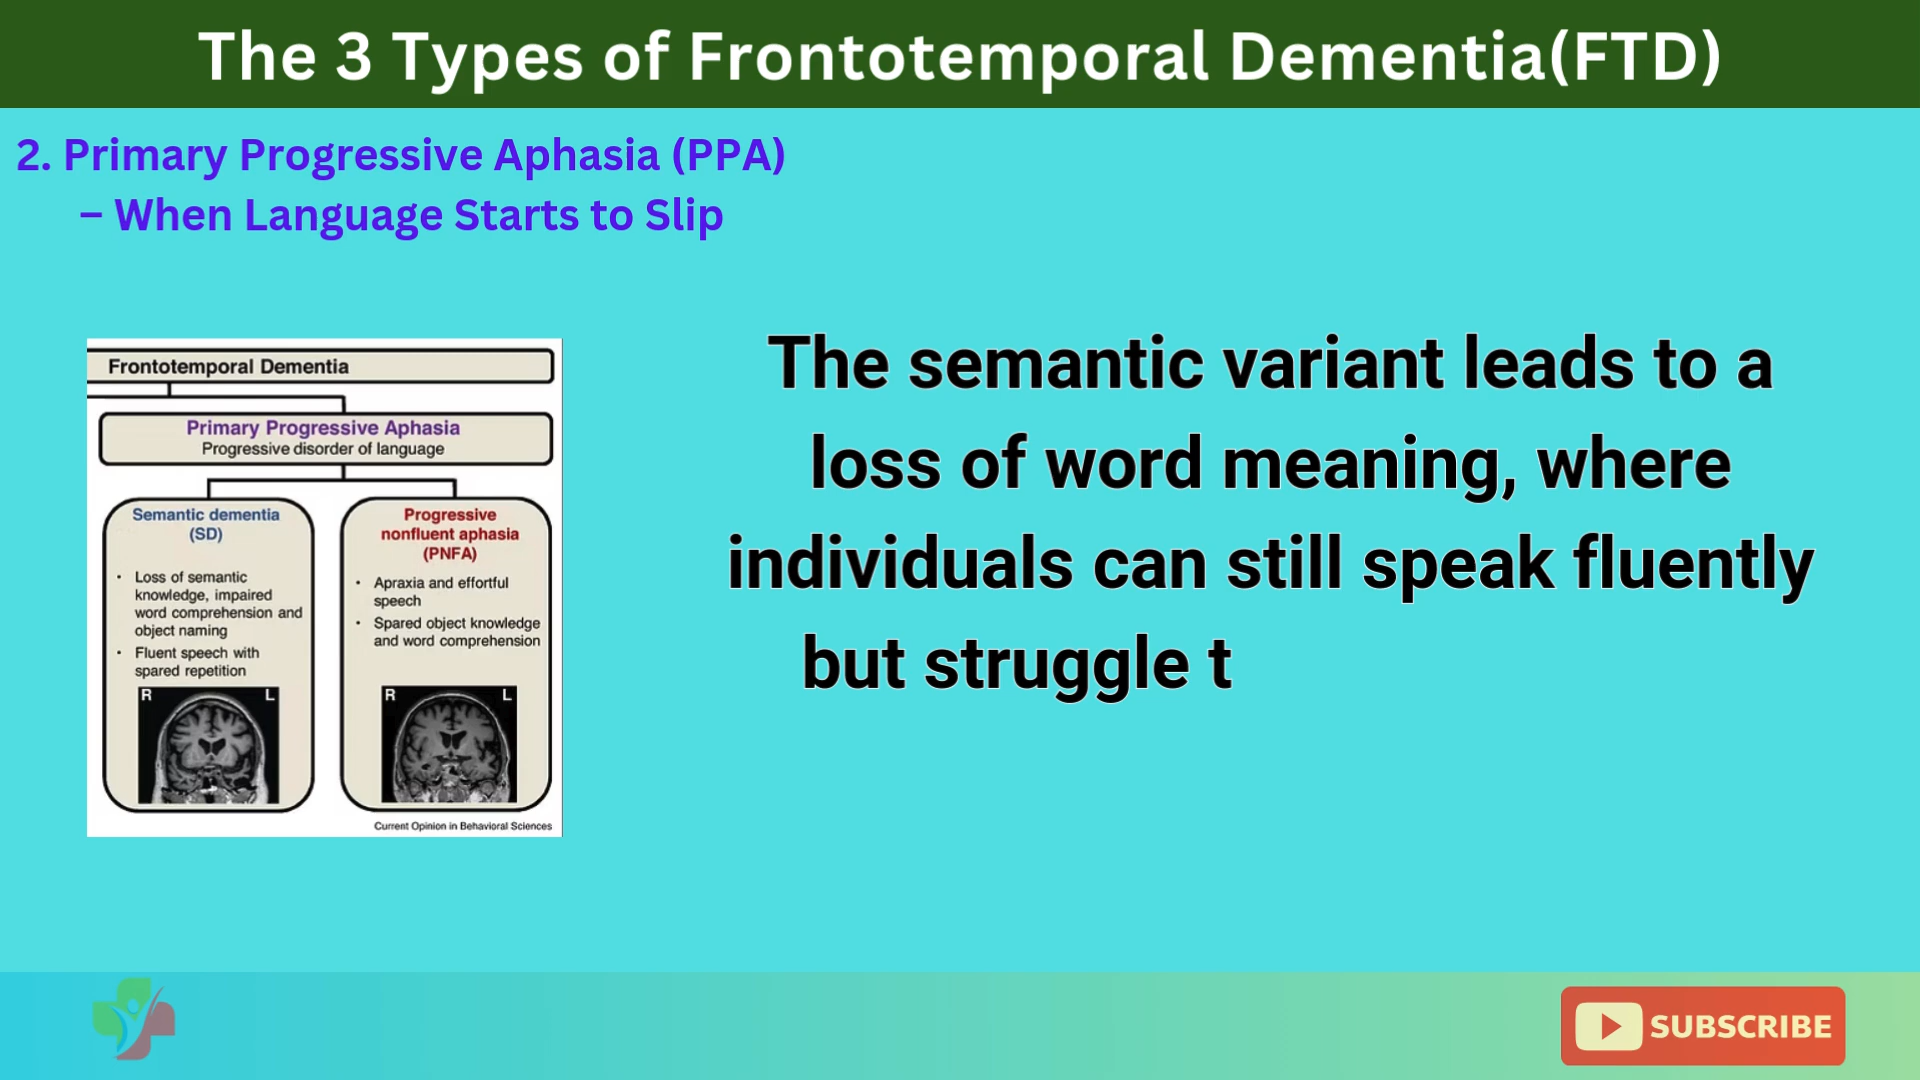 The 3 Types of Frontotemporal Dementia(FTD)
2. Primary Progressive Aphasia (PPA)
– When Language Starts to Slip
Frontotemporal Dementia
Primary Progressive Aphasia
Progressive disorder of language
Semantic dementia
(SD)
• Loss of semantic
knowledge, impaired
word comprehension and
object naming
• Fluent speech with
spared repetition
R L
Progressive
nonfluent aphasia
(PNFA)
• Apraxia and effortful
speech
• Spared object knowledge
and word comprehension
R L
Current Opinion in Behavioral Sciences
The semantic variant leads to a
loss of word meaning, where
individuals can still speak fluently
but struggle t
SUBSCRIBE